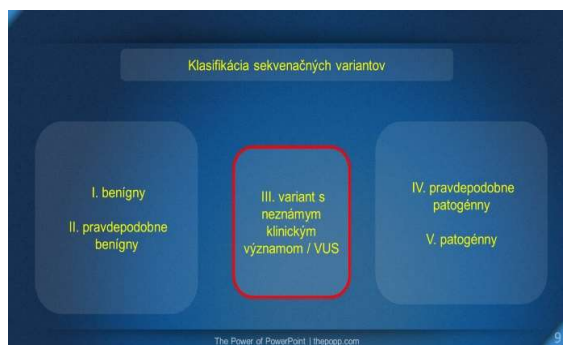 Klasifikácia sekvenačných variantov
I. benígny
II. pravdepodobne
benígny
III. variant s
neznámym
klinickým
významom / VUS
IV. pravdepodobne
patogénny
V. patogénny
The Power of PowerPoint | thepopp.com
9